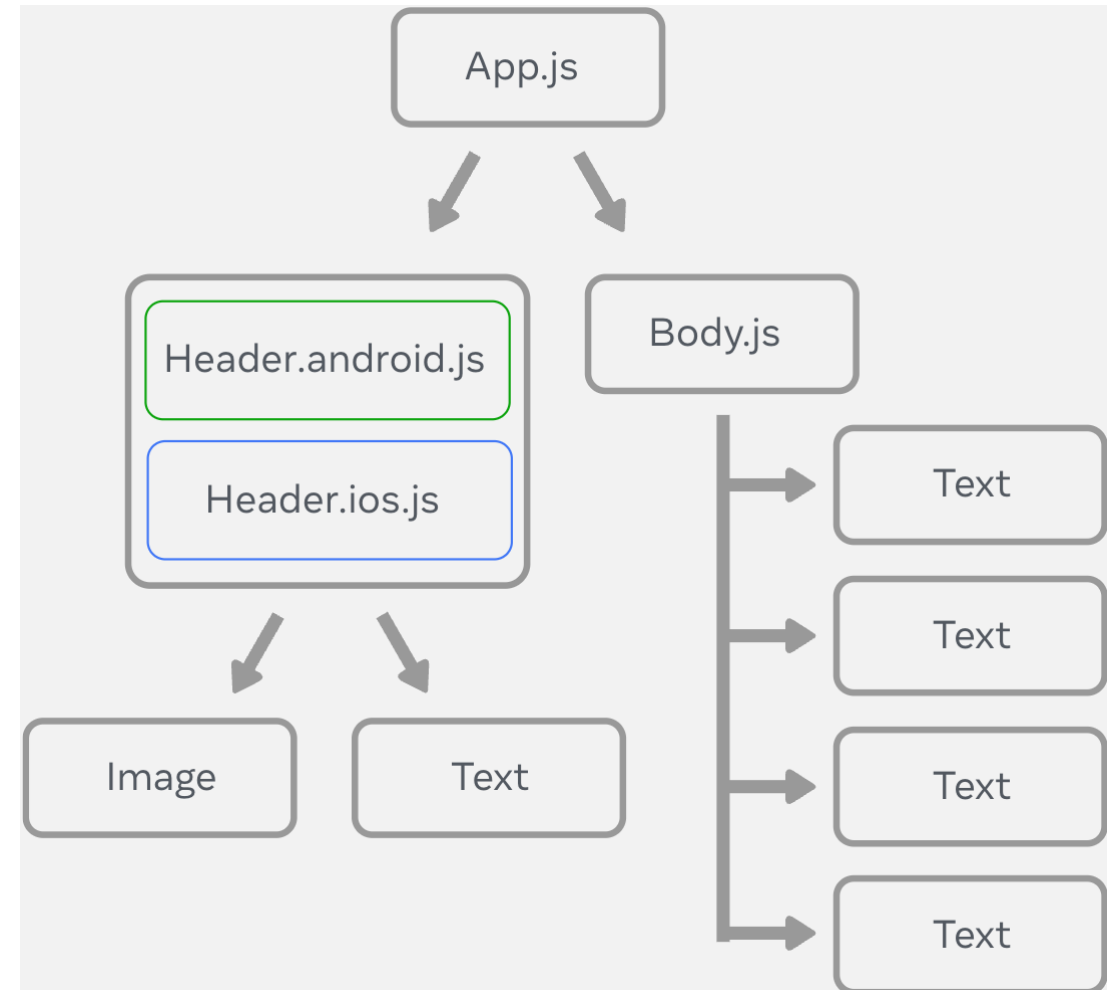 App.js
Header.android.js
Header.ios.js
Body.js
Image
Text
Text
Text
Text
Text